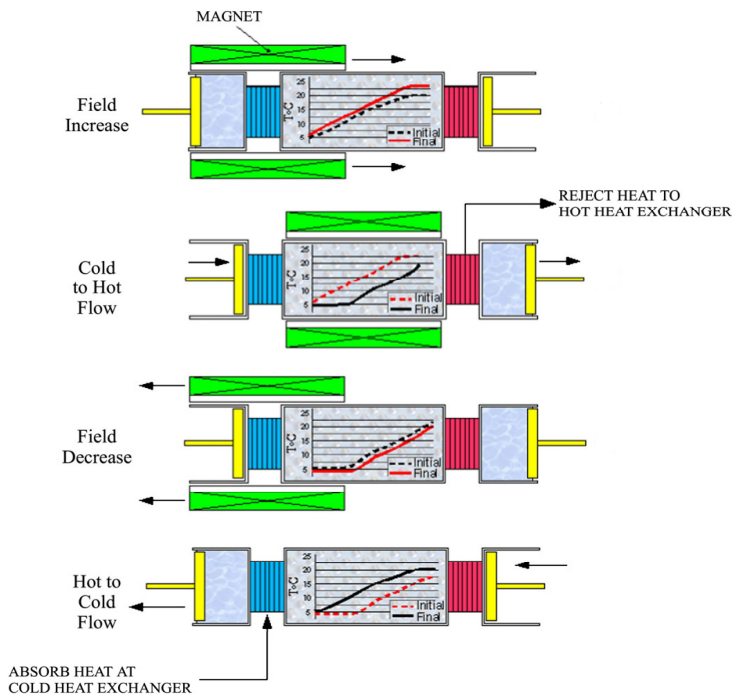 MAGNET
Field
Increase
T°C
25
20
15
10
5
Initial
Final
REJECT HEAT TO
HOT HEAT EXCHANGER
Cold
to Hot
Flow
T°C
25
20
15
10
5
Initial
Final
Field
Decrease
T°C
25
20
15
10
5
Initial
Final
Hot to
Cold
Flow
T°C
25
20
15
10
5
Initial
Final
ABSORB HEAT AT
COLD HEAT EXCHANGER